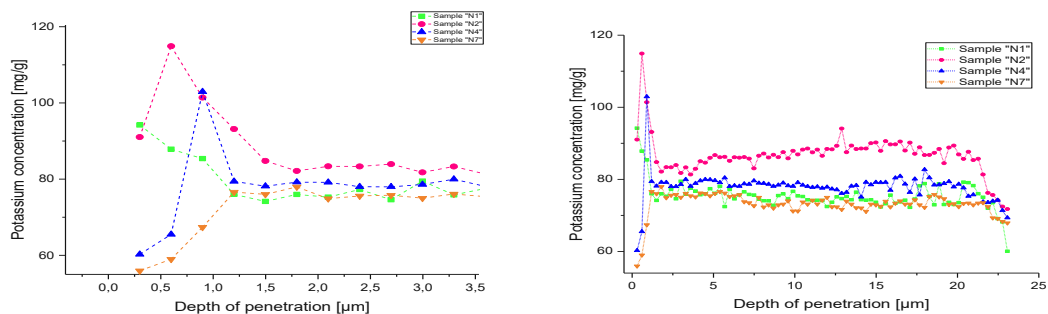 Sample "N1"
Sample "N2"
Sample "N4"
Sample "N7"
120
100
80
60
Potassium concentration [mg/g]
0,0 0,5 1,0 1,5 2,0 2,5 3,0 3,5
Depth of penetration [µm]
Sample "N1"
Sample "N2"
Sample "N4"
Sample "N7"
120
100
80
60
Potassium concentration [mg/g]
0 5 10 15 20 25
Depth of penetration [µm]